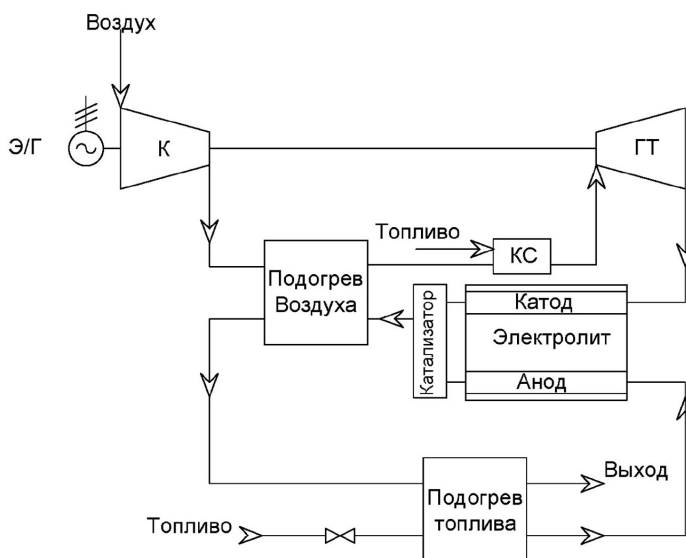 Воздух
Э/Г
К
ГТ
Топливо
КС
Подогрев
Воздуха
Катализатор
Катод
Электролит
Анод
Выход
Подогрев
топлива
Топливо